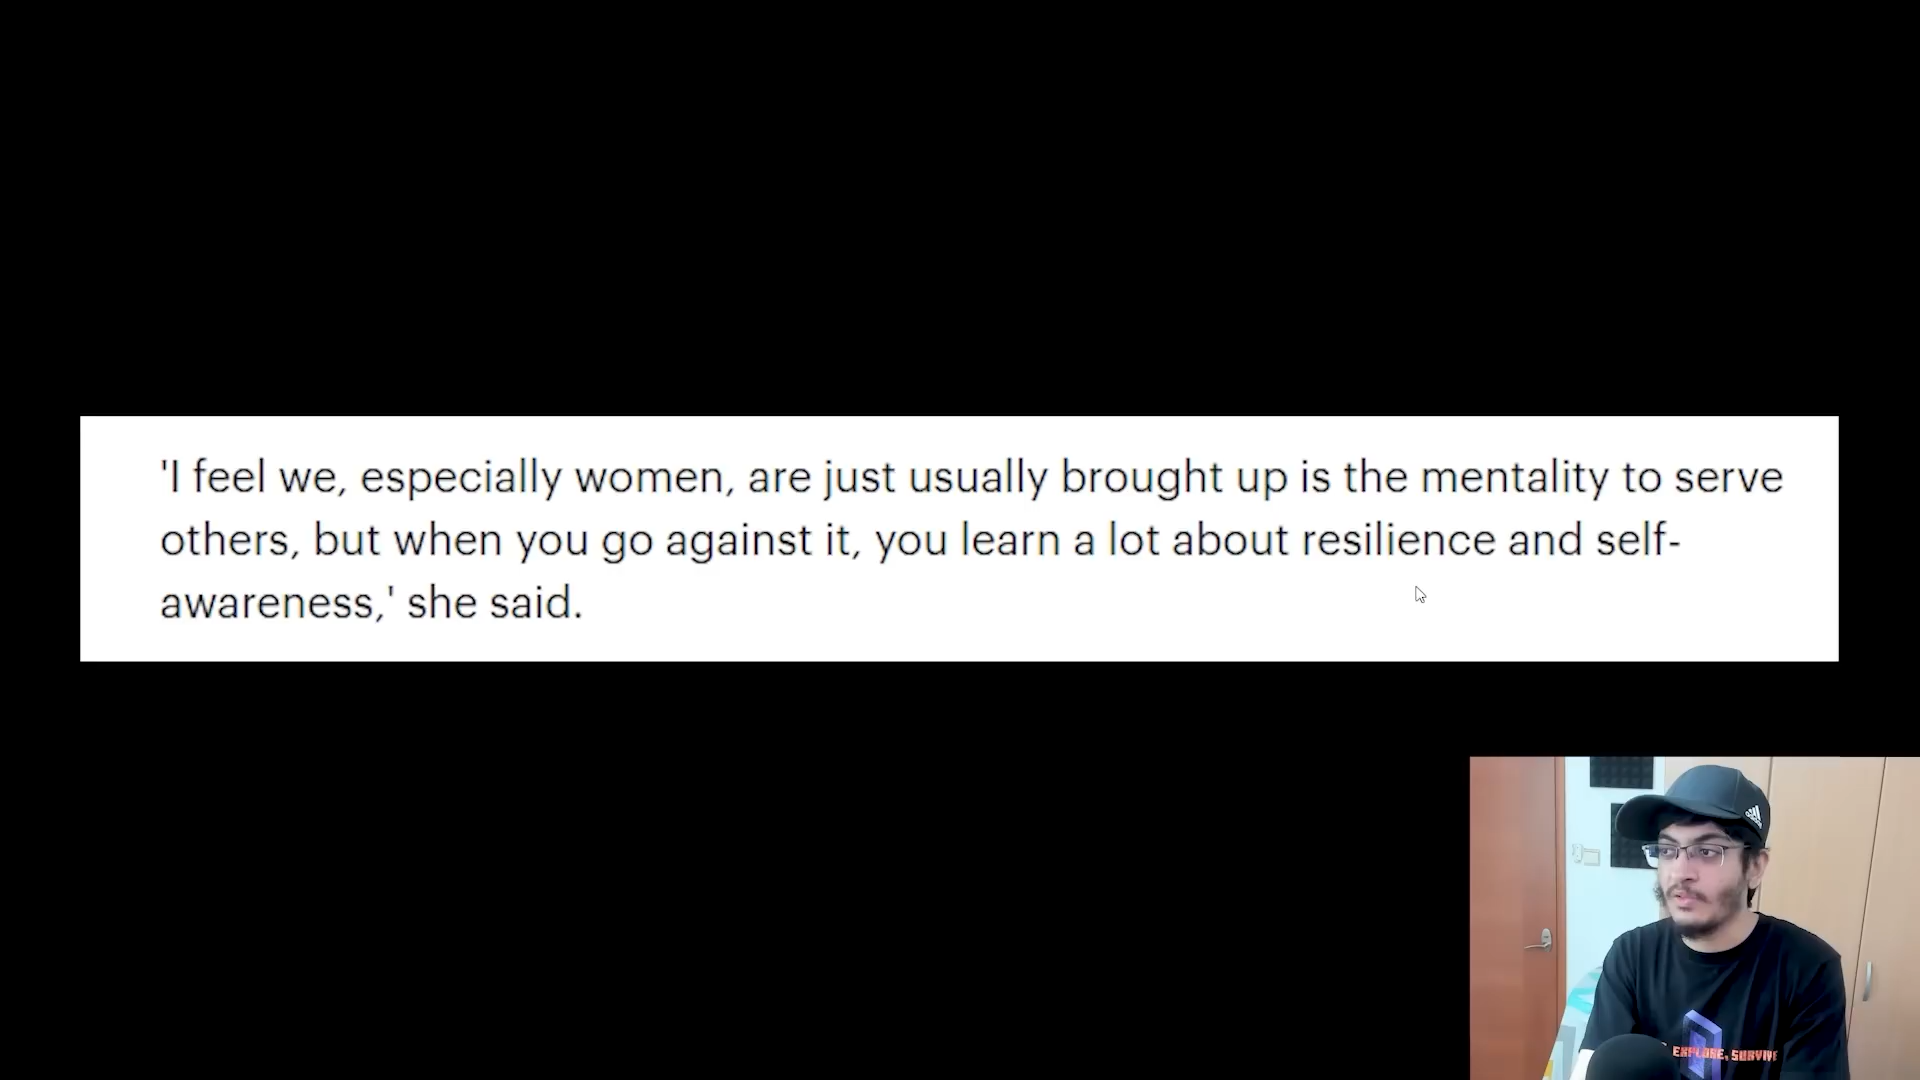 'I feel we, especially women, are just usually brought up is the mentality to serve
others, but when you go against it, you learn a lot about resilience and self-
awareness,' she said.
EXPLORE, SURVIVE